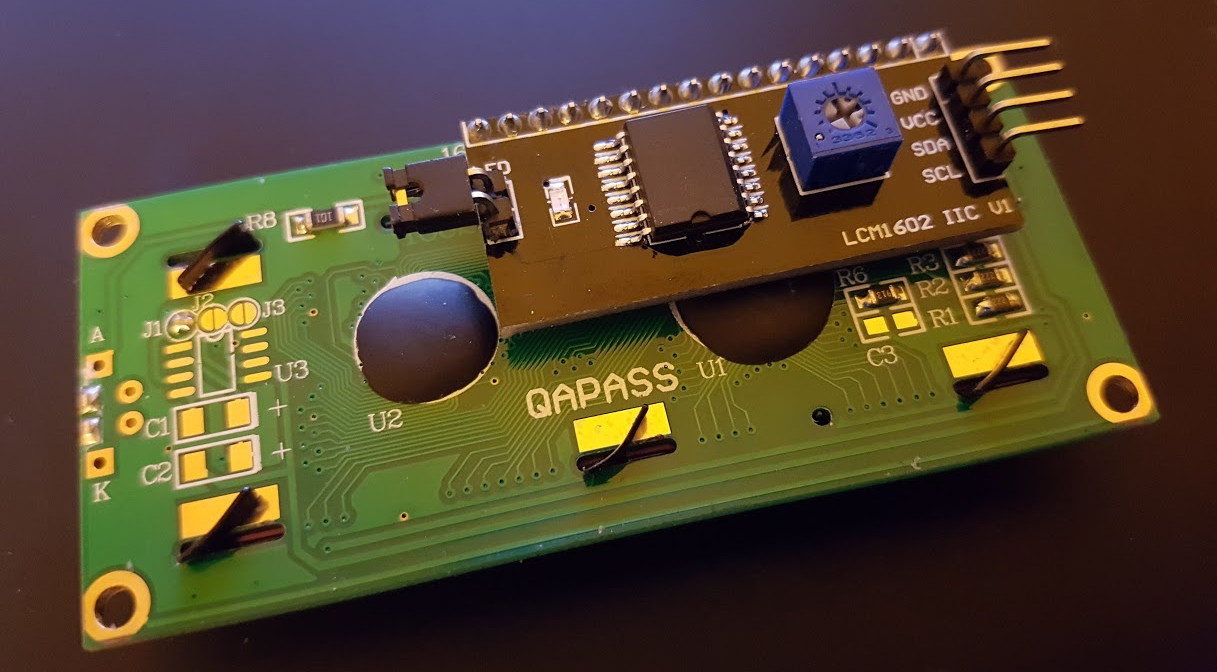 GND
VCC
SDA
SCL
LCM1602 IIC V1
16
R8
101
J2
J1
J3
A
U3
C1
+
C2
+
K
U2
QAPASS
U1
R6
C3
R3
R2
R1